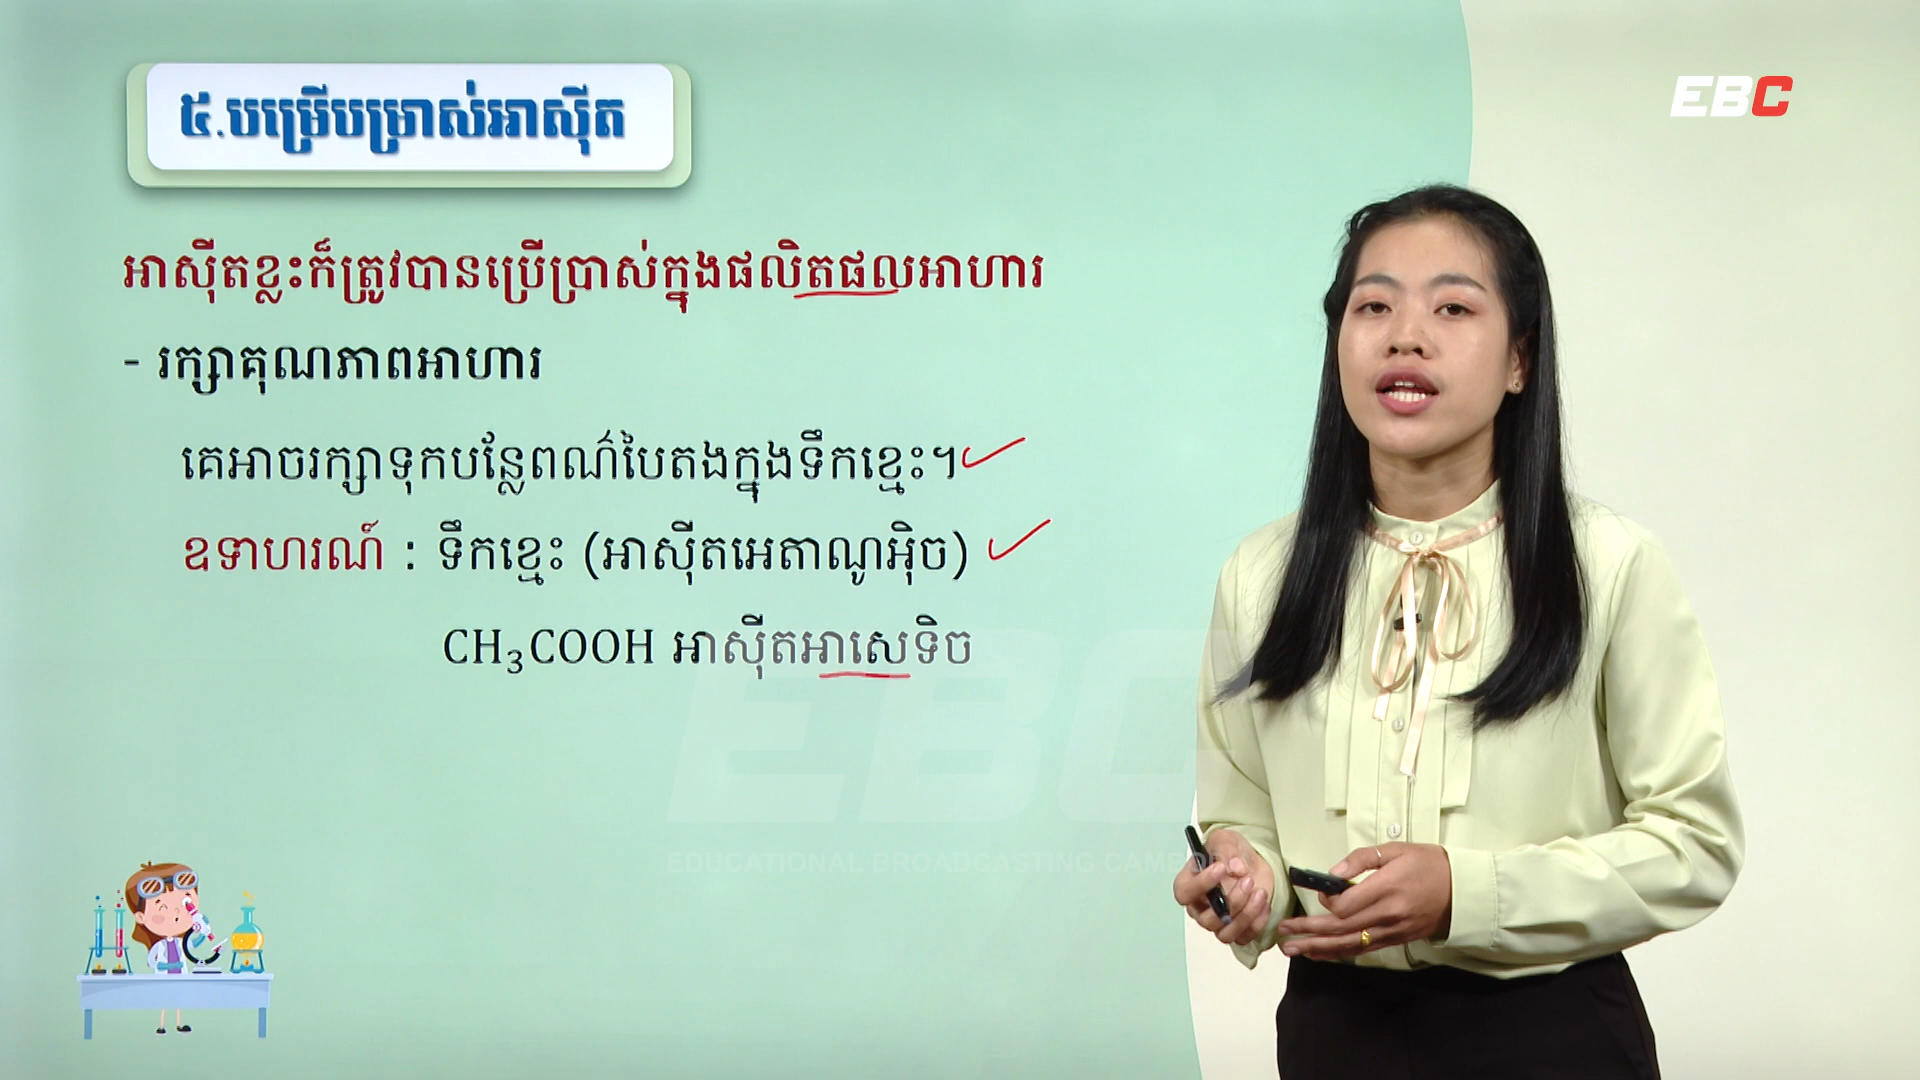 EBC
៥.បម្រើបម្រាស់អាស៊ីត
អាស៊ីតខ្លះក៏ត្រូវបានប្រើប្រាស់ក្នុងផលិតផលអាហារ
- រក្សាគុណភាពអាហារ
គេអាចរក្សាទុកបន្លែពណ៌បៃតងក្នុងទឹកខ្មេះ។
ឧទាហរណ៍ : ទឹកខ្មេះ (អាស៊ីតអេតាណូអ៊ិច)
CH₃COOH អាស៊ីតអាសេទិច
EBC
EDUCATIONAL BROADCASTING CAMBODIA